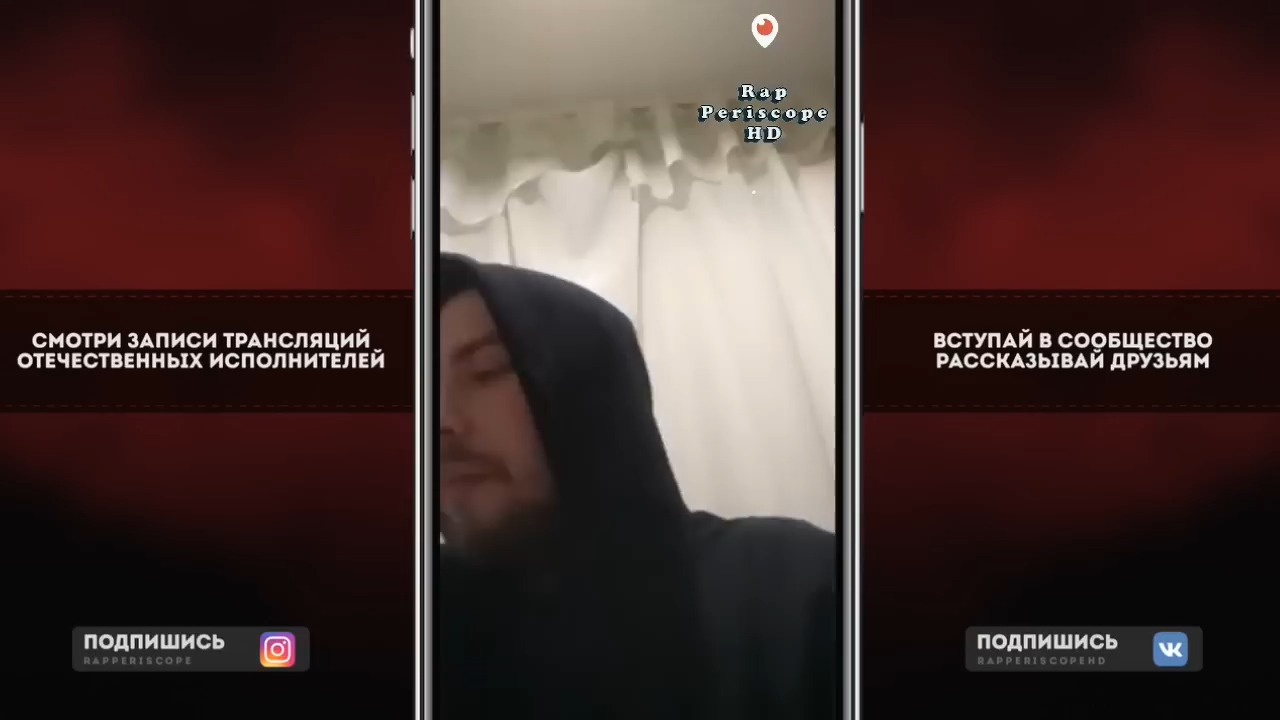 Rap
Periscope
HD
СМОТРИ ЗАПИСИ ТРАНСЛЯЦИЙ
ОТЕЧЕСТВЕННЫХ ИСПОЛНИТЕЛЕЙ
ВСТУПАЙ В СООБЩЕСТВО
РАССКАЗЫВАЙ ДРУЗЬЯМ
ПОДПИШИСЬ
RAPPERISCOPE
ПОДПИШИСЬ
RAPPERISCOPEHD